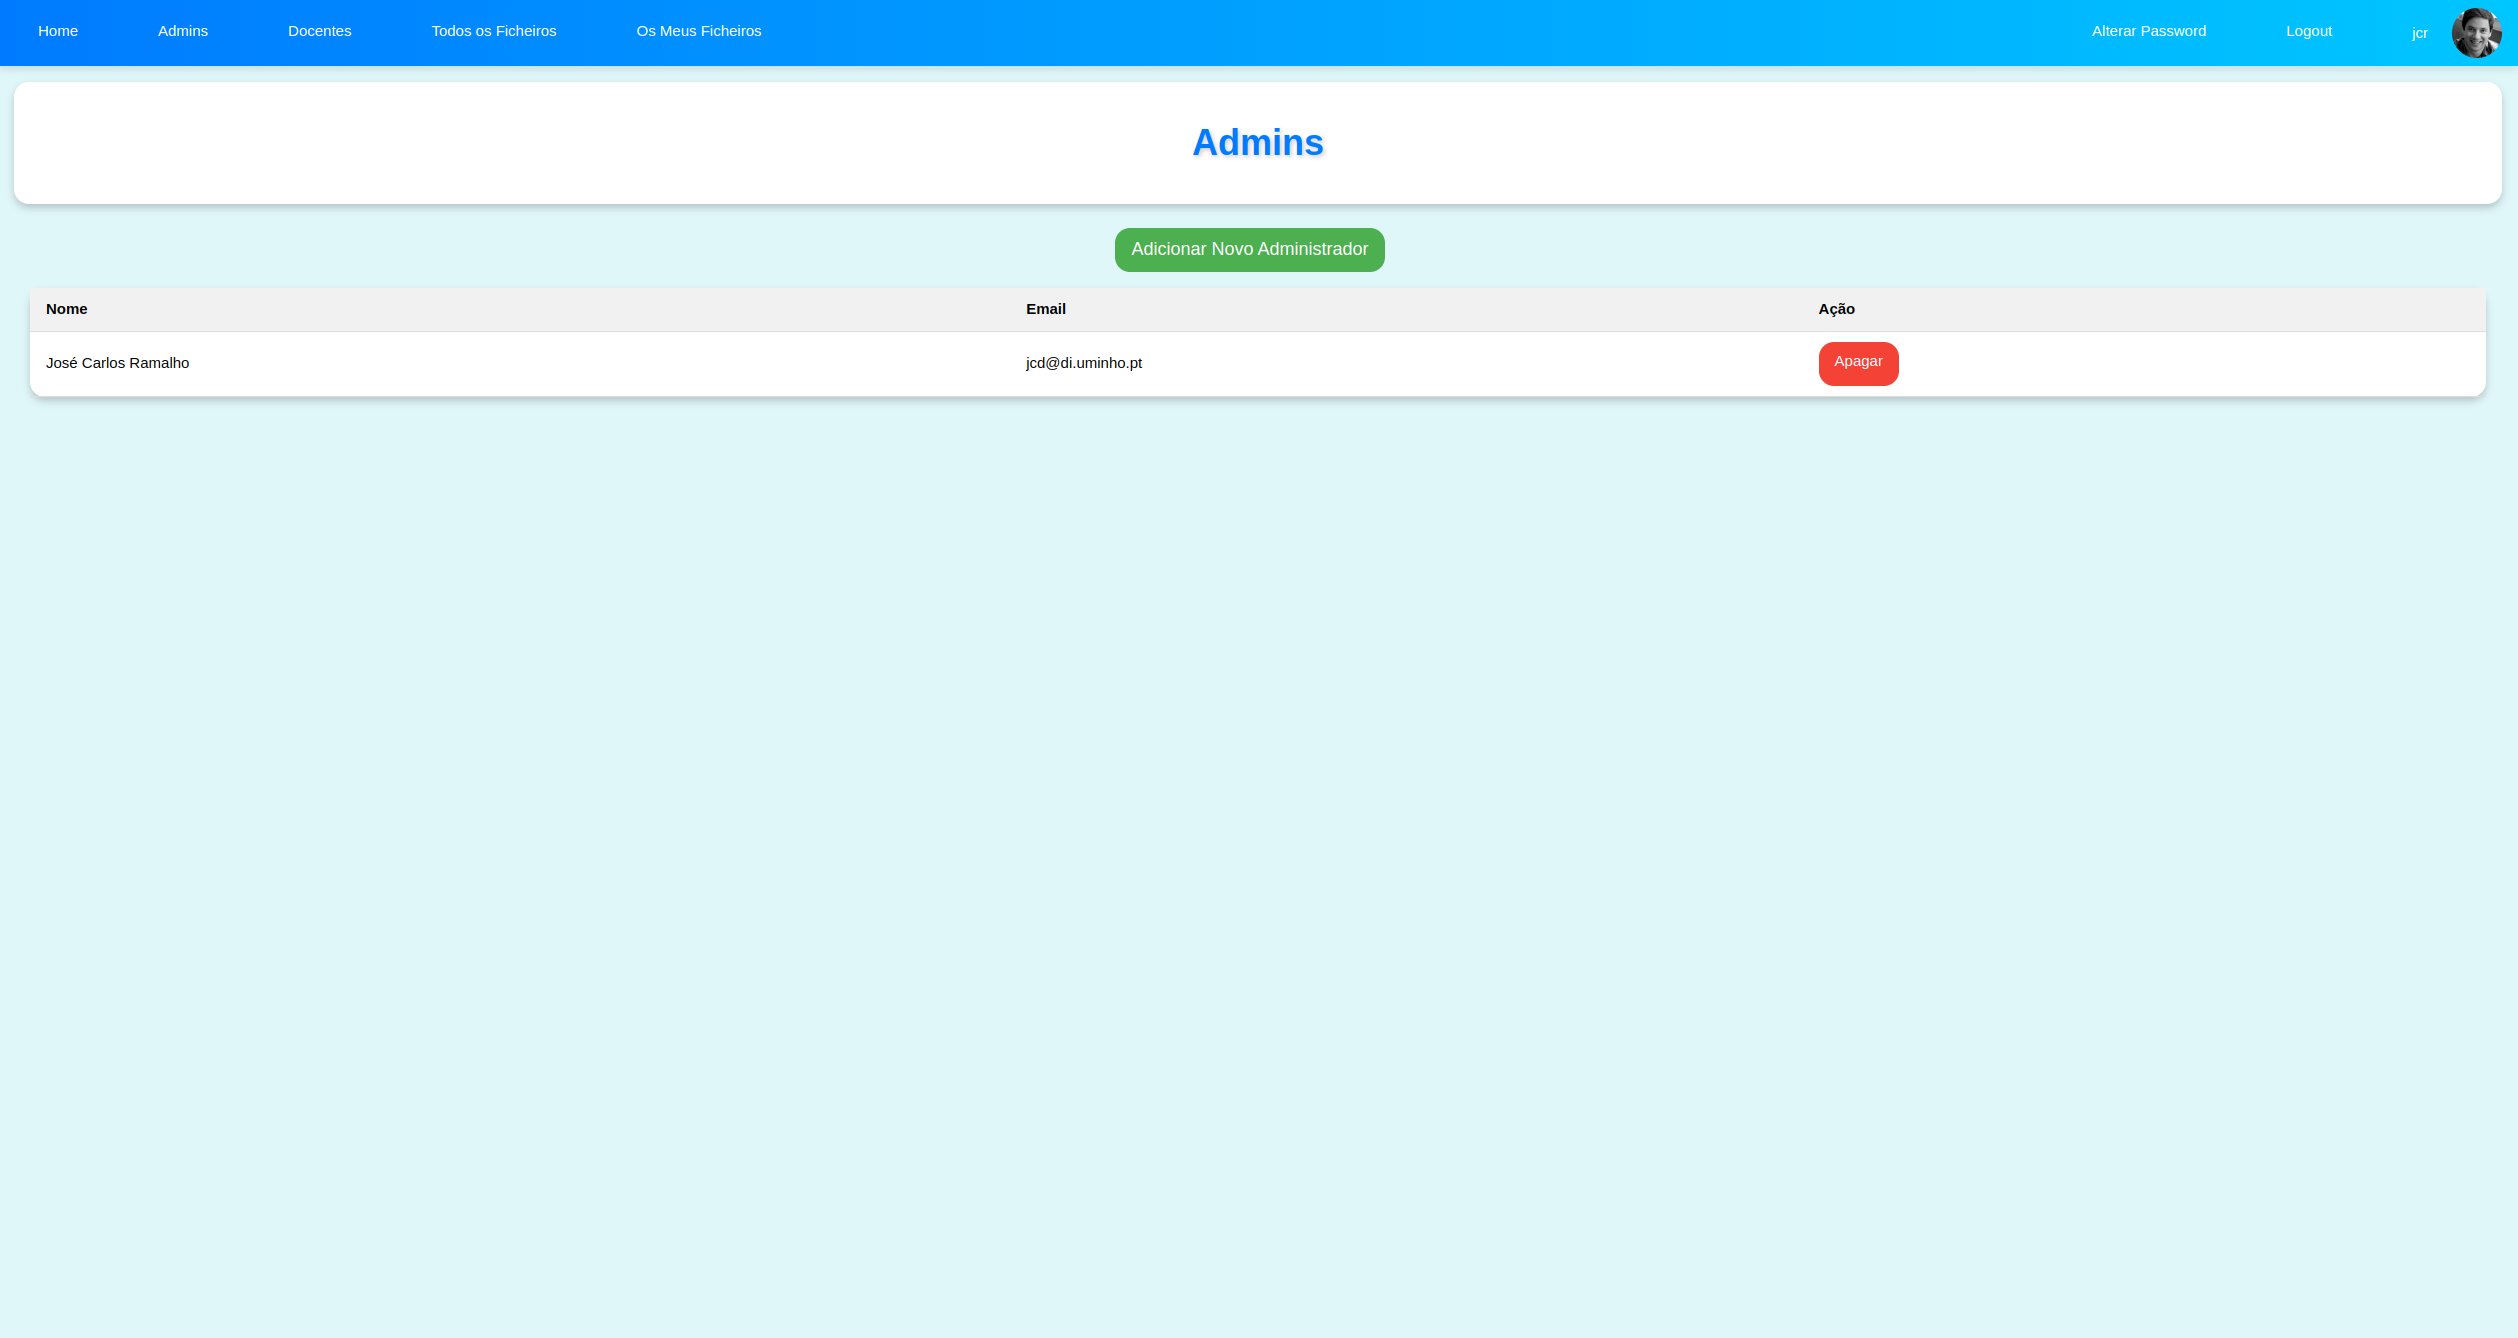 Home Admins Docentes Todos os Ficheiros Os Meus Ficheiros Alterar Password Logout jcr
Admins
Adicionar Novo Administrador
Nome Email Ação
José Carlos Ramalho jcd@di.uminho.pt Apagar